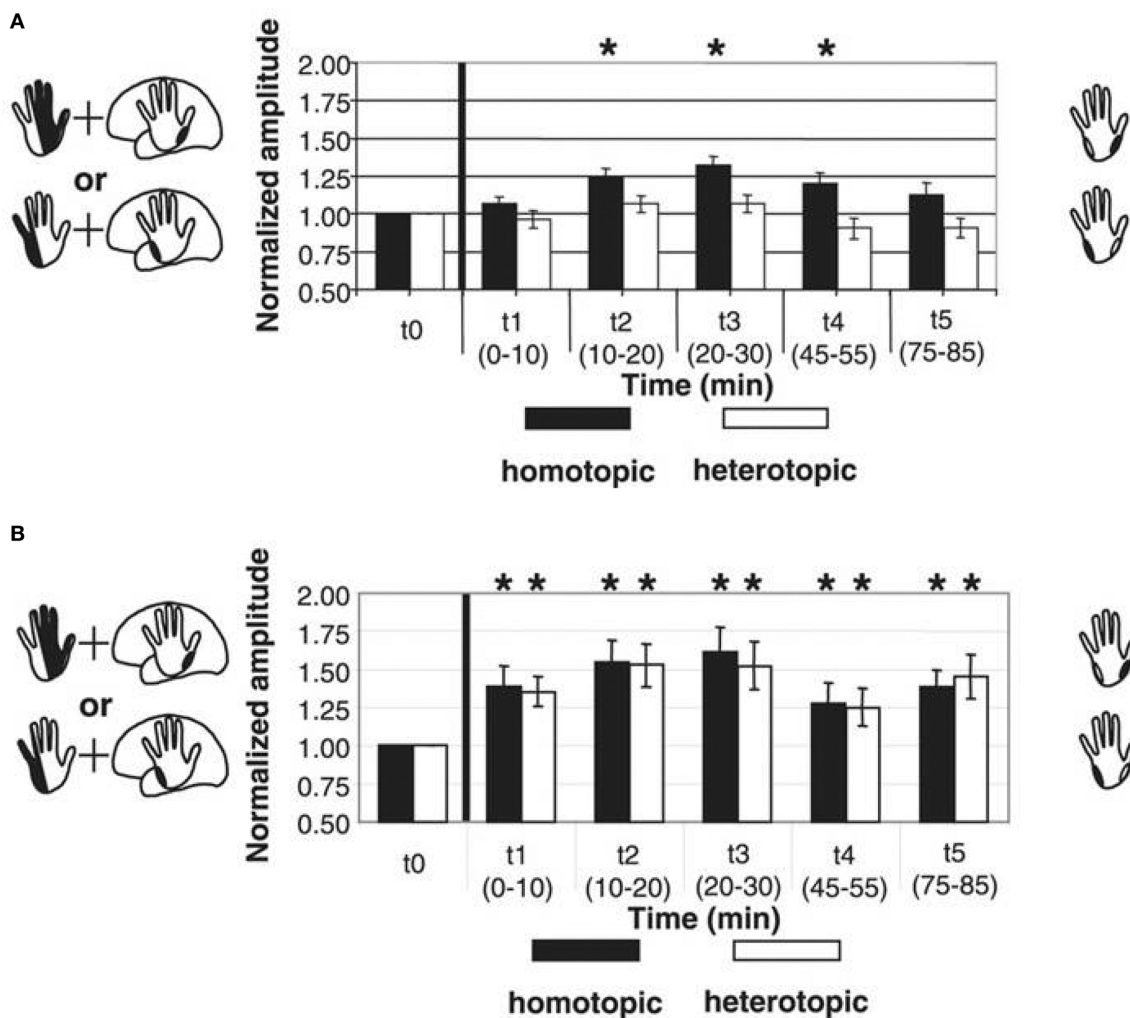 A
* * *
Normalized amplitude
2.00
1.75
1.50
1.25
1.00
0.75
0.50
+
or
+
t0 t1 t2 t3 t4 t5
(0-10) (10-20) (20-30) (45-55) (75-85)
Time (min)
homotopic heterotopic
B
* * * * * * * * * *
Normalized amplitude
2.00
1.75
1.50
1.25
1.00
0.75
0.50
+
or
+
t0 t1 t2 t3 t4 t5
(0-10) (10-20) (20-30) (45-55) (75-85)
Time (min)
homotopic heterotopic